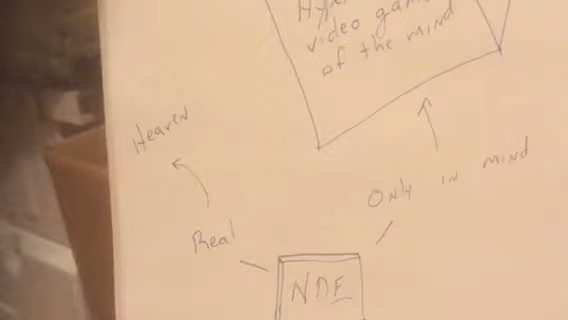 video game
of the mind
Heaven
Only in mind
Real
NDE